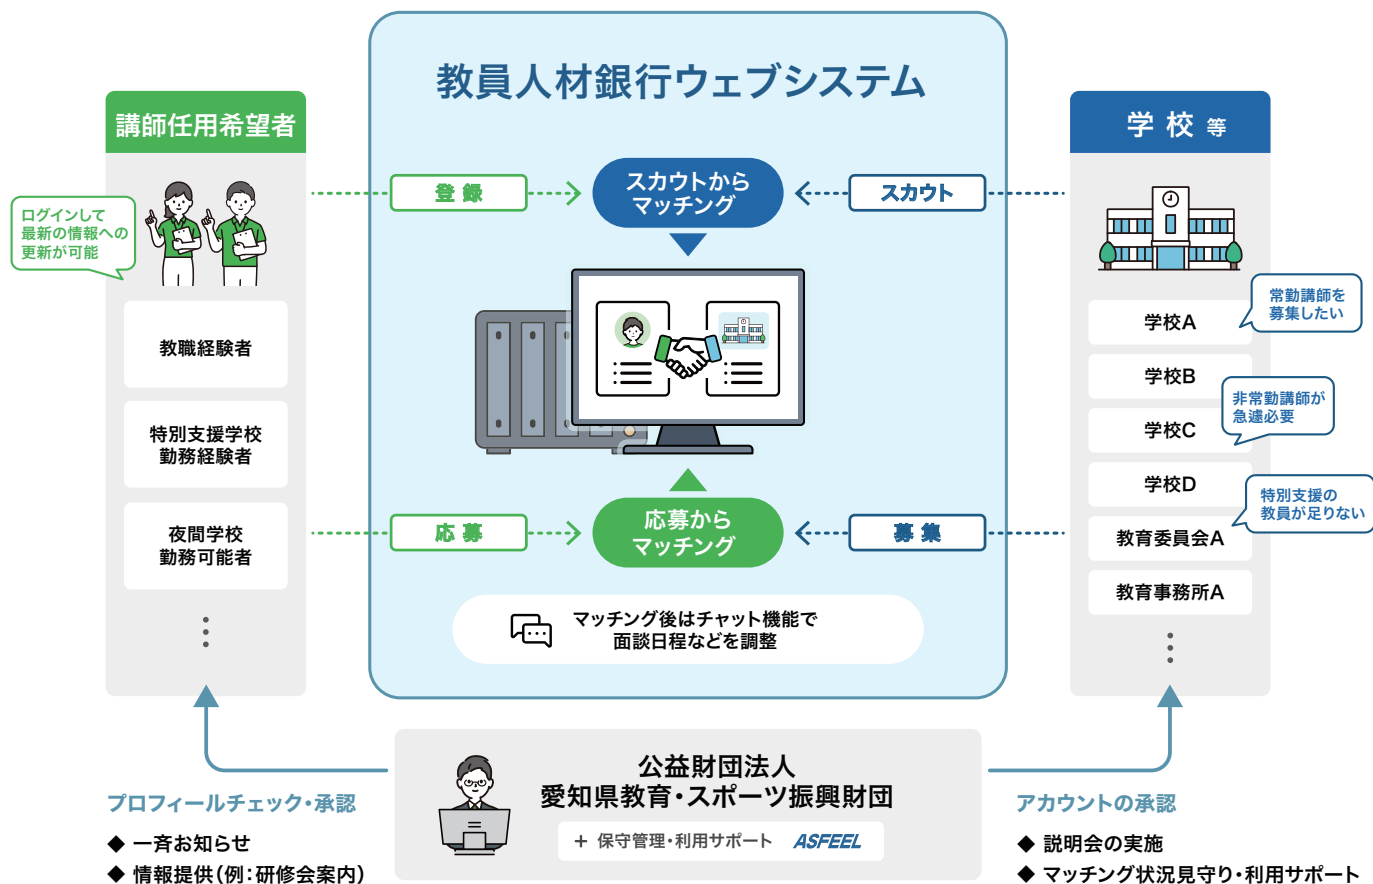 教員人材銀行ウェブシステム
講師任用希望者
ログインして
最新の情報への
更新が可能
教職経験者
特別支援学校
勤務経験者
夜間学校
勤務可能者
登録
スカウトから
マッチング
スカウト
応募
応募から
マッチング
募集
マッチング後はチャット機能で
面談日程などを調整
学校 等
常勤講師を
募集したい
学校A
学校B
非常勤講師が
急遽必要
学校C
学校D
特別支援の
教員が足りない
教育委員会A
教育事務所A
公益財団法人
愛知県教育・スポーツ振興財団
＋ 保守管理・利用サポート ASFEEL
プロフィールチェック・承認
◆ 一斉お知らせ
◆ 情報提供（例：研修会案内）
アカウントの承認
◆ 説明会の実施
◆ マッチング状況見守り・利用サポート